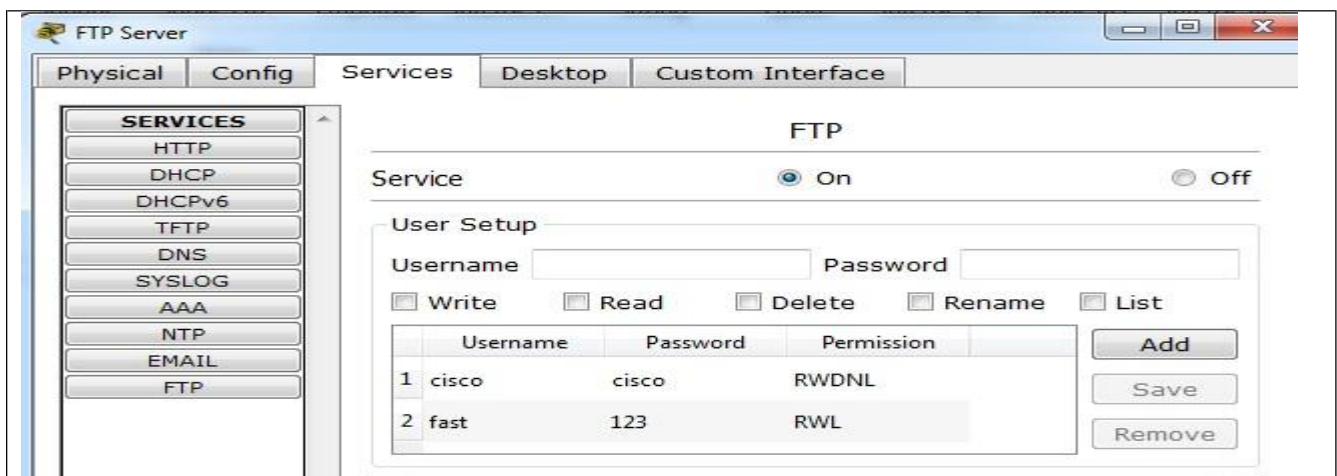 FTP Server
Physical Config Services Desktop Custom Interface
SERVICES
HTTP
DHCP
DHCPv6
TFTP
DNS
SYSLOG
AAA
NTP
EMAIL
FTP
FTP
Service On Off
User Setup
Username Password
Write Read Delete Rename List
Username Password Permission
1 cisco cisco RWDNL
2 fast 123 RWL
Add
Save
Remove